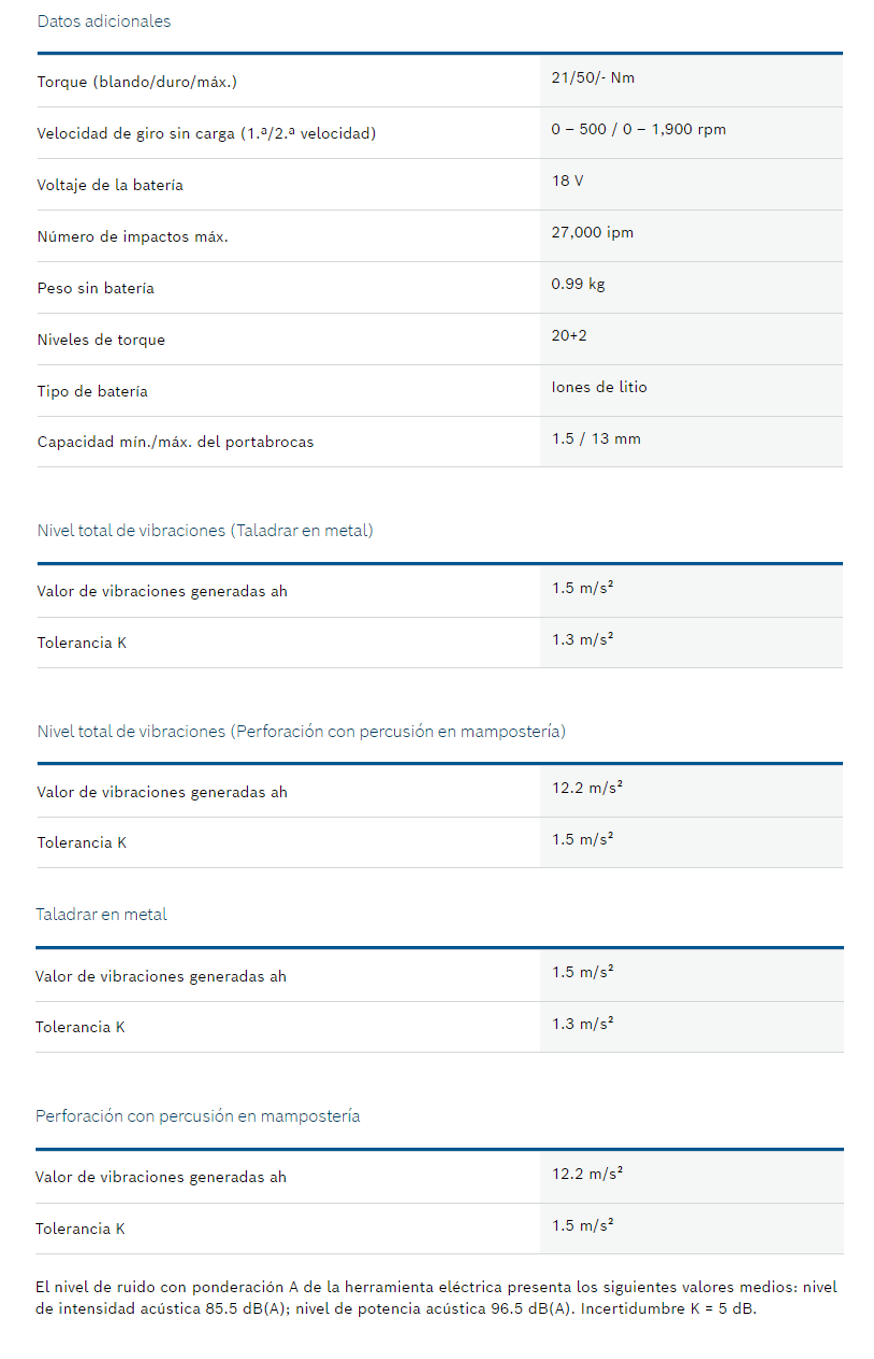 Datos adicionales
Torque (blando/duro/máx.) 21/50/- Nm
Velocidad de giro sin carga (1.ª/2.ª velocidad) 0 – 500 / 0 – 1,900 rpm
Voltaje de la batería 18 V
Número de impactos máx. 27,000 ipm
Peso sin batería 0.99 kg
Niveles de torque 20+2
Tipo de batería Iones de litio
Capacidad mín./máx. del portabrocas 1.5 / 13 mm
Nivel total de vibraciones (Taladrar en metal)
Valor de vibraciones generadas ah 1.5 m/s²
Tolerancia K 1.3 m/s²
Nivel total de vibraciones (Perforación con percusión en mampostería)
Valor de vibraciones generadas ah 12.2 m/s²
Tolerancia K 1.5 m/s²
Taladrar en metal
Valor de vibraciones generadas ah 1.5 m/s²
Tolerancia K 1.3 m/s²
Perforación con percusión en mampostería
Valor de vibraciones generadas ah 12.2 m/s²
Tolerancia K 1.5 m/s²
El nivel de ruido con ponderación A de la herramienta eléctrica presenta los siguientes valores medios: nivel
de intensidad acústica 85.5 dB(A); nivel de potencia acústica 96.5 dB(A). Incertidumbre K = 5 dB.